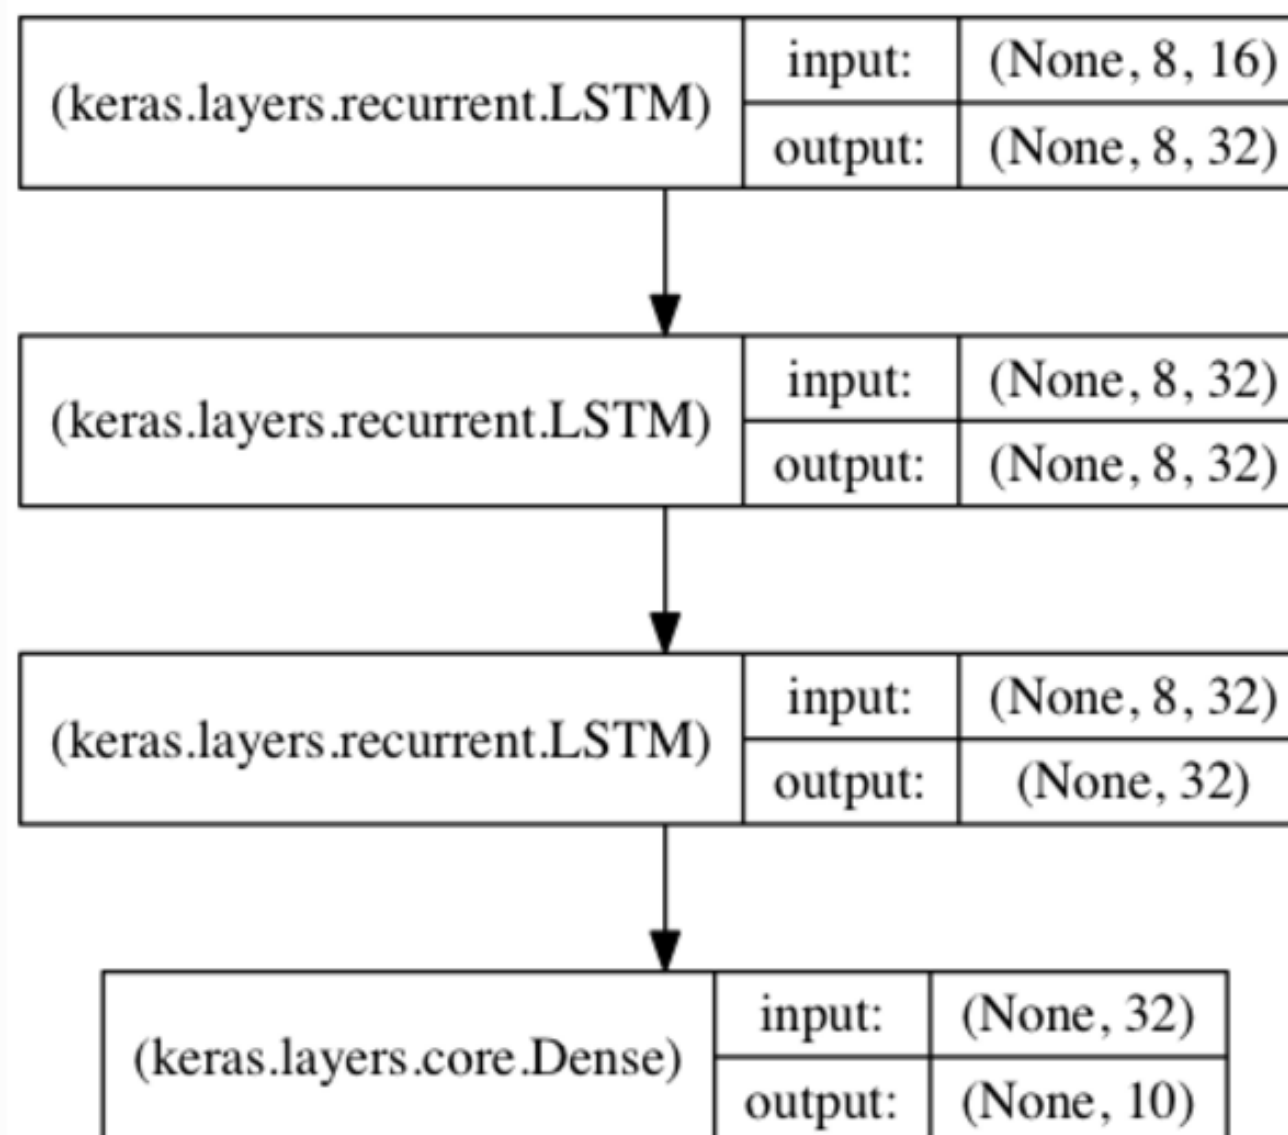 (keras.layers.recurrent.LSTM) input: (None, 8, 16)
output: (None, 8, 32)
(keras.layers.recurrent.LSTM) input: (None, 8, 32)
output: (None, 8, 32)
(keras.layers.recurrent.LSTM) input: (None, 8, 32)
output: (None, 32)
(keras.layers.core.Dense) input: (None, 32)
output: (None, 10)